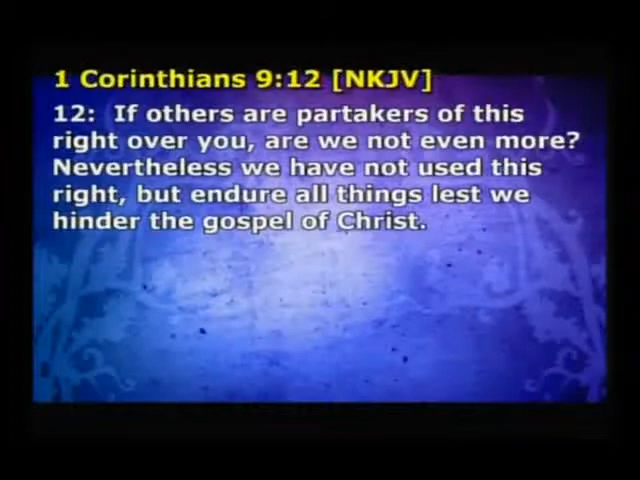 1 Corinthians 9:12 [NKJV]
12: If others are partakers of this
right over you, are we not even more?
Nevertheless we have not used this
right, but endure all things lest we
hinder the gospel of Christ.